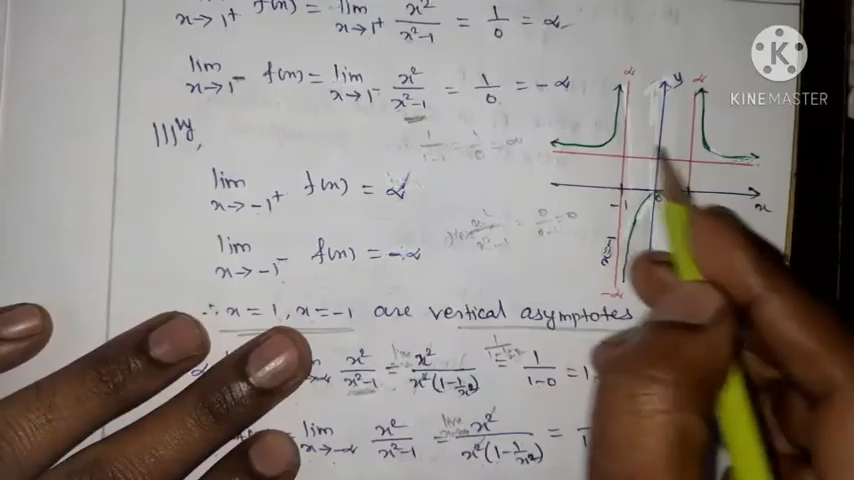 x→1⁺ f(x) = lim x→1⁺ x²/x²-1 = 1/0 = ∝
lim x→1⁻ f(x) = lim x→1⁻ x²/x²-1 = 1/0 = -∝
|||ly,
lim x→-1⁺ f(x) = ∝
lim x→-1⁻ f(x) = -∝
∴ x = 1, x = -1 are vertical asymptotes
lim x²/x²-1 = lim x²/x²(1-1/x²) = 1/1-0 = 1
lim x→-∝ x²/x²-1 = lim x²/x²(1-1/x²) =
∝ ∝ y
-1 0 x
-∝
K
KINEMASTER